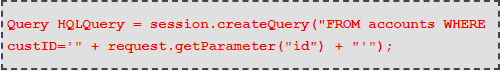 Query HQLQuery = session.createQuery("FROM accounts WHERE
custID='" + request.getParameter("id") + "'");